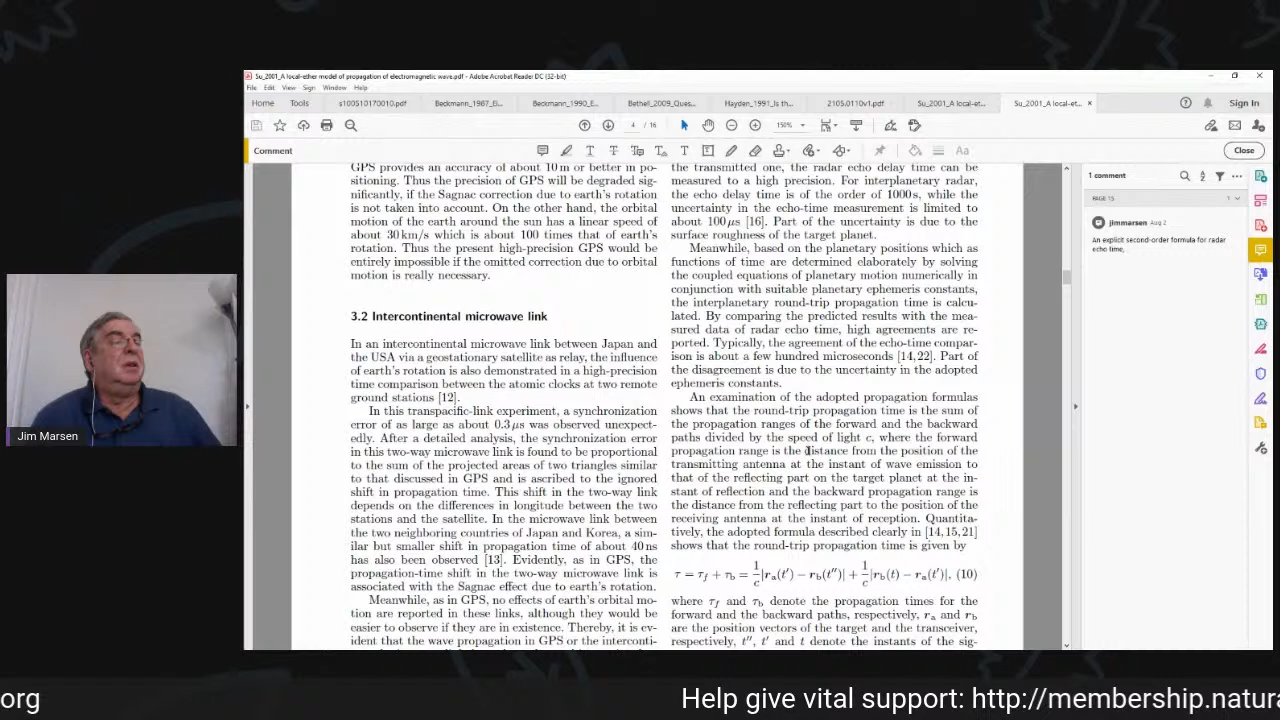 Su_2001_A local-ether model of propagation of electromagnetic wave.pdf - Adobe Acrobat Reader DC (32-bit)
File Edit View Sign Window Help
Home Tools s100510170010.pdf Beckmann_1987_Ei... Beckmann_1990_E... Bethell_2009_Ques... Hayden_1991_Is th... 2105.0110v1.pdf Su_2001_A local-et... Su_2001_A local-et... × Sign In
4 / 16 150%
Comment Close
GPS provides an accuracy of about 10 m or better in po-
sitioning. Thus the precision of GPS will be degraded sig-
nificantly, if the Sagnac correction due to earth's rotation
is not taken into account. On the other hand, the orbital
motion of the earth around the sun has a linear speed of
about 30 km/s which is about 100 times that of earth's
rotation. Thus the present high-precision GPS would be
entirely impossible if the omitted correction due to orbital
motion is really necessary.
3.2 Intercontinental microwave link
In an intercontinental microwave link between Japan and
the USA via a geostationary satellite as relay, the influence
of earth's rotation is also demonstrated in a high-precision
time comparison between the atomic clocks at two remote
ground stations [12].
In this transpacific-link experiment, a synchronization
error of as large as about 0.3 μs was observed unexpect-
edly. After a detailed analysis, the synchronization error
in this two-way microwave link is found to be proportional
to the sum of the projected areas of two triangles similar
to that discussed in GPS and is ascribed to the ignored
shift in propagation time. This shift in the two-way link
depends on the differences in longitude between the two
stations and the satellite. In the microwave link between
the two neighboring countries of Japan and Korea, a sim-
ilar but smaller shift in propagation time of about 40 ns
has also been observed [13]. Evidently, as in GPS, the
propagation-time shift in the two-way microwave link is
associated with the Sagnac effect due to earth's rotation.
Meanwhile, as in GPS, no effects of earth's orbital mo-
tion are reported in these links, although they would be
easier to observe if they are in existence. Thereby, it is ev-
ident that the wave propagation in GPS or the interconti-
the transmitted one, the radar echo delay time can be
measured to a high precision. For interplanetary radar,
the echo delay time is of the order of 1000 s, while the
uncertainty in the echo-time measurement is limited to
about 100 μs [16]. Part of the uncertainty is due to the
surface roughness of the target planet.
Meanwhile, based on the planetary positions which as
functions of time are determined elaborately by solving
the coupled equations of planetary motion numerically in
conjunction with suitable planetary ephemeris constants,
the interplanetary round-trip propagation time is calcu-
lated. By comparing the predicted results with the mea-
sured data of radar echo time, high agreements are re-
ported. Typically, the agreement of the echo-time compar-
ison is about a few hundred microseconds [14,22]. Part of
the disagreement is due to the uncertainty in the adopted
ephemeris constants.
An examination of the adopted propagation formulas
shows that the round-trip propagation time is the sum of
the propagation ranges of the forward and the backward
paths divided by the speed of light c, where the forward
propagation range is the distance from the position of the
transmitting antenna at the instant of wave emission to
that of the reflecting part on the target planet at the in-
stant of reflection and the backward propagation range is
the distance from the reflecting part to the position of the
receiving antenna at the instant of reception. Quantita-
tively, the adopted formula described clearly in [14,15,21]
shows that the round-trip propagation time is given by
τ = τf + τb = 1/c |ra(t′) − rb(t″)| + 1/c |rb(t) − ra(t′)|, (10)
where τf and τb denote the propagation times for the
forward and the backward paths, respectively, ra and rb
are the position vectors of the target and the transceiver,
respectively, t″, t′ and t denote the instants of the sig-
1 comment
PAGE 15 1
jimmarsen Aug 2
An explicit second-order formula for radar
echo time,
Jim Marsen
org Help give vital support: http://membership.natura